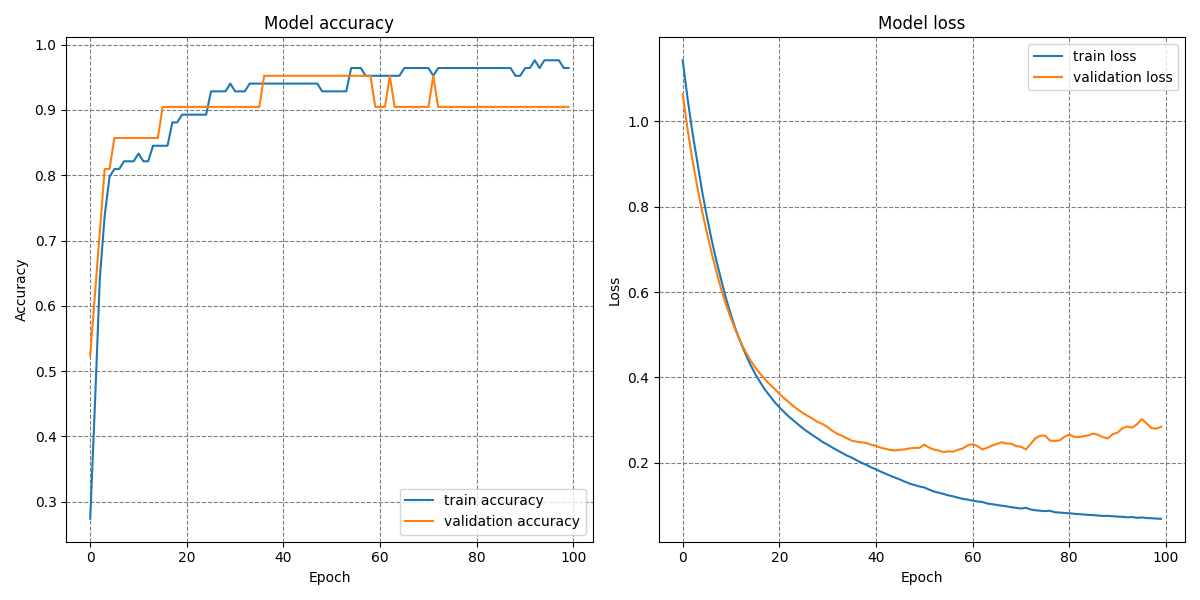 Model accuracy
Accuracy
1.0
0.9
0.8
0.7
0.6
0.5
0.4
0.3
0
20
40
60
80
100
Epoch
train accuracy
validation accuracy
Model loss
Loss
1.0
0.8
0.6
0.4
0.2
0
20
40
60
80
100
Epoch
train loss
validation loss